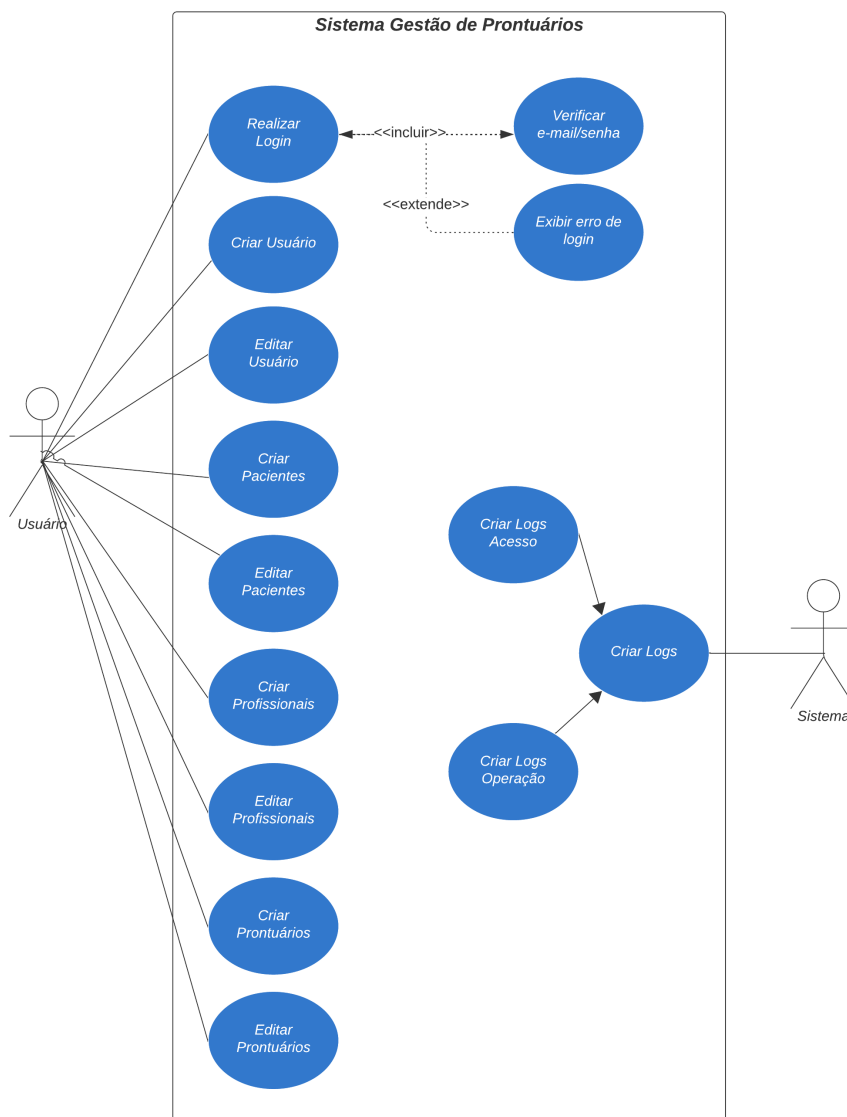 Sistema Gestão de Prontuários
Realizar
Login
<<incluir>>
Verificar
e-mail/senha
<<extende>>
Exibir erro de
login
Criar Usuário
Editar
Usuário
Usuário
Criar
Pacientes
Editar
Pacientes
Criar Logs
Acesso
Criar Logs
Sistema
Criar
Profissionais
Criar Logs
Operação
Editar
Profissionais
Criar
Prontuários
Editar
Prontuários